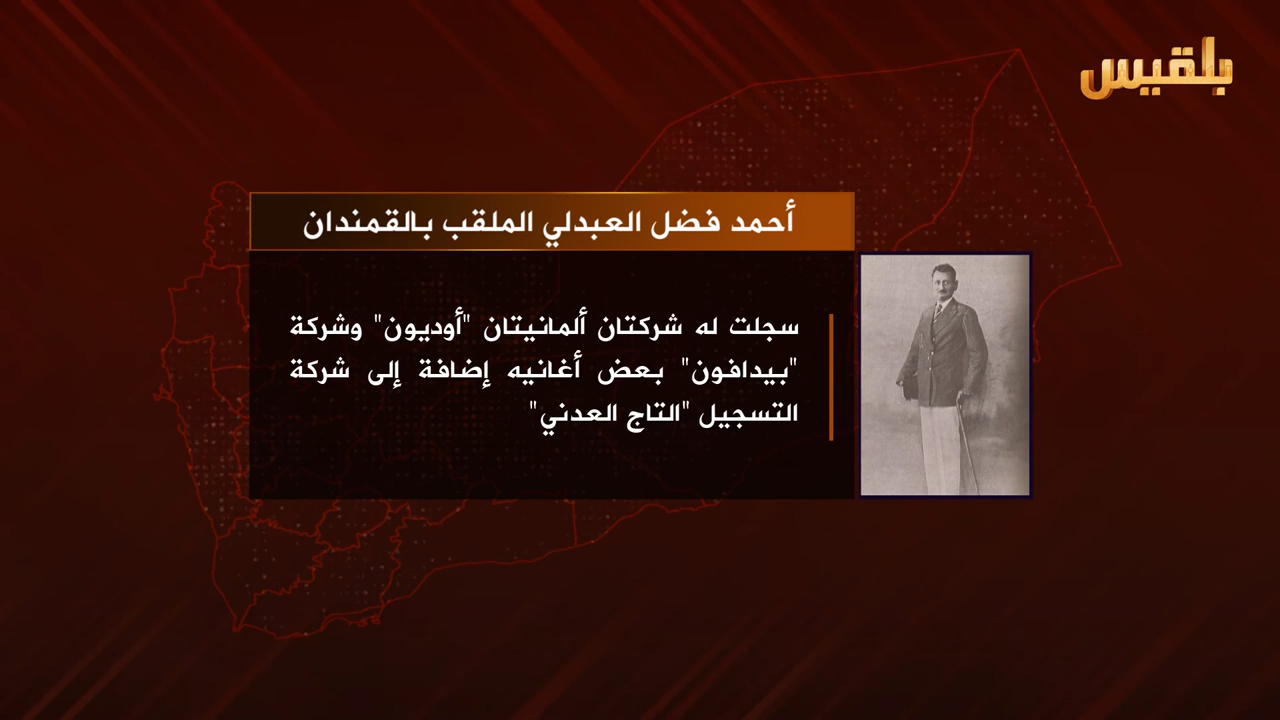 بلقيس
أحمد فضل العبدلي الملقب بالقمندان
سجلت له شركتان ألمانيتان "أوديون" وشركة
"بيدافون" بعض أغانيه إضافة إلى شركة
التسجيل "التاج العدني"